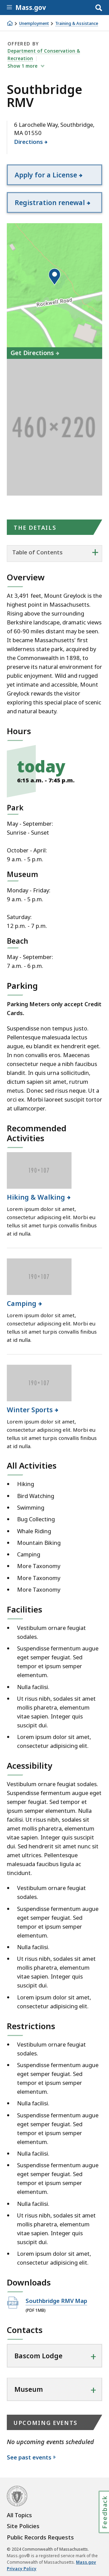 Mass.gov
Unemployment > Training & Assistance
OFFERED BY
Department of Conservation &
Recreation
Show 1 more
Southbridge
RMV
6 Larochelle Way, Southbridge,
MA 01550
Directions
Apply for a License
Registration renewal
Rockwell Road
Get Directions
460×220
THE DETAILS
Table of Contents +
Overview
At 3,491 feet, Mount Greylock is the
highest point in Massachusetts.
Rising above the surrounding
landscape, dramatic views of
60-90 miles distant may be seen.
It became Massachusetts' first
wilderness state park, acquired by
the Commonwealth in 1898, to
preserve its natural environment
for public enjoyment. Wild and
rugged yet intimate and
accessible, Mount Greylock
rewards the visitor by exploring
this special place of scenic and
natural beauty.
Hours
today
6:15 a.m. - 7:45 p.m.
Park
May - September:
Sunrise - Sunset
October - April:
9 a.m. - 5 p.m.
Museum
Monday - Friday:
9 a.m. - 5 p.m.
Saturday:
12 p.m. - 7 p.m.
Beach
May - September:
7 a.m. - 6 p.m.
Parking
Parking Meters only accept Credit
Cards.
Suspendisse non tempus justo.
Pellentesque malesuada lectus
augue, eu blandit ex hendrerit eget.
In non convallis eros. Maecenas
consectetur neque in lacus aliquam
congue. Cras dictum sit amet enim
sit amet rutrum. Integer in rutrum
est, sed rutrum risus neque. Ut a
orci ex. Morbi eget lacus suscipit
tortor ut ullamcorper.
Recommended
Activities
190×107
Hiking & Walking
Lorem ipsum dolor sit amet,
consectetur adipiscing elit. Morbi eu
tellus sit amet turpis convallis finibus
at ut nulla.
190×107
Camping
Lorem ipsum dolor sit amet,
consectetur adipiscing elit. Morbi eu
tellus sit amet turpis convallis finibus
at ut nulla.
190×107
Winter Sports
Lorem ipsum dolor sit amet,
consectetur adipiscing elit. Morbi eu
tellus sit amet turpis convallis finibus
at ut nulla.
All Activities
• Hiking
• Bird Watching
• Swimming
• Bug Collecting
• Whale Riding
• Mountain Biking
• Camping
• More Taxonomy
• More Taxonomy
• More Taxonomy
Facilities
• Vestibulum ornare feugiat
sodales.
• Suspendisse fermentum augue
eget semper feugiat. Sed
tempor et ipsum semper
elementum.
• Nulla facilisi.
• Ut risus nibh, sodales sit amet
mollis pharetra, elementum
vitae sapien. Integer quis
suscipit dui.
• Lorem ipsum dolor sit amet,
consectetur adipiscing elit.
Acessibility
Vestibulum ornare feugiat sodales.
Suspendisse fermentum augue eget
semper feugiat. Sed tempor et
ipsum semper elementum. Nulla
facilisi. Ut risus nibh, sodales sit
amet mollis pharetra, elementum
vitae sapien. Integer quis suscipit
dui. Sed hendrerit eros nunc, et
dictum turpis ultrices et. Quisque in
malesuada faucibus ligula ac
tincidunt.
• Vestibulum ornare feugiat
sodales.
• Suspendisse fermentum augue
eget semper feugiat. Sed
tempor et ipsum semper
elementum.
• Nulla facilisi.
• Ut risus nibh, sodales sit amet
mollis pharetra, elementum
vitae sapien. Integer quis
suscipit dui.
• Lorem ipsum dolor sit amet,
consectetur adipiscing elit.
Restrictions
• Vestibulum ornare feugiat
sodales.
• Suspendisse fermentum augue
eget semper feugiat. Sed
tempor et ipsum semper
elementum.
• Nulla facilisi.
• Suspendisse fermentum augue
eget semper feugiat. Sed
tempor et ipsum semper
elementum.
• Nulla facilisi.
• Suspendisse fermentum augue
eget semper feugiat. Sed
tempor et ipsum semper
elementum.
• Nulla facilisi.
• Ut risus nibh, sodales sit amet
mollis pharetra, elementum
vitae sapien. Integer quis
suscipit dui.
• Lorem ipsum dolor sit amet,
consectetur adipiscing elit.
Downloads
Southbridge RMV Map
(PDF 1MB)
Contacts
Bascom Lodge +
Museum +
UPCOMING EVENTS
No upcoming events scheduled
See past events >
Feedback
All Topics
Site Policies
Public Records Requests
© 2024 Commonwealth of Massachusetts.
Mass.gov® is a registered service mark of the
Commonwealth of Massachusetts. Mass.gov
Privacy Policy